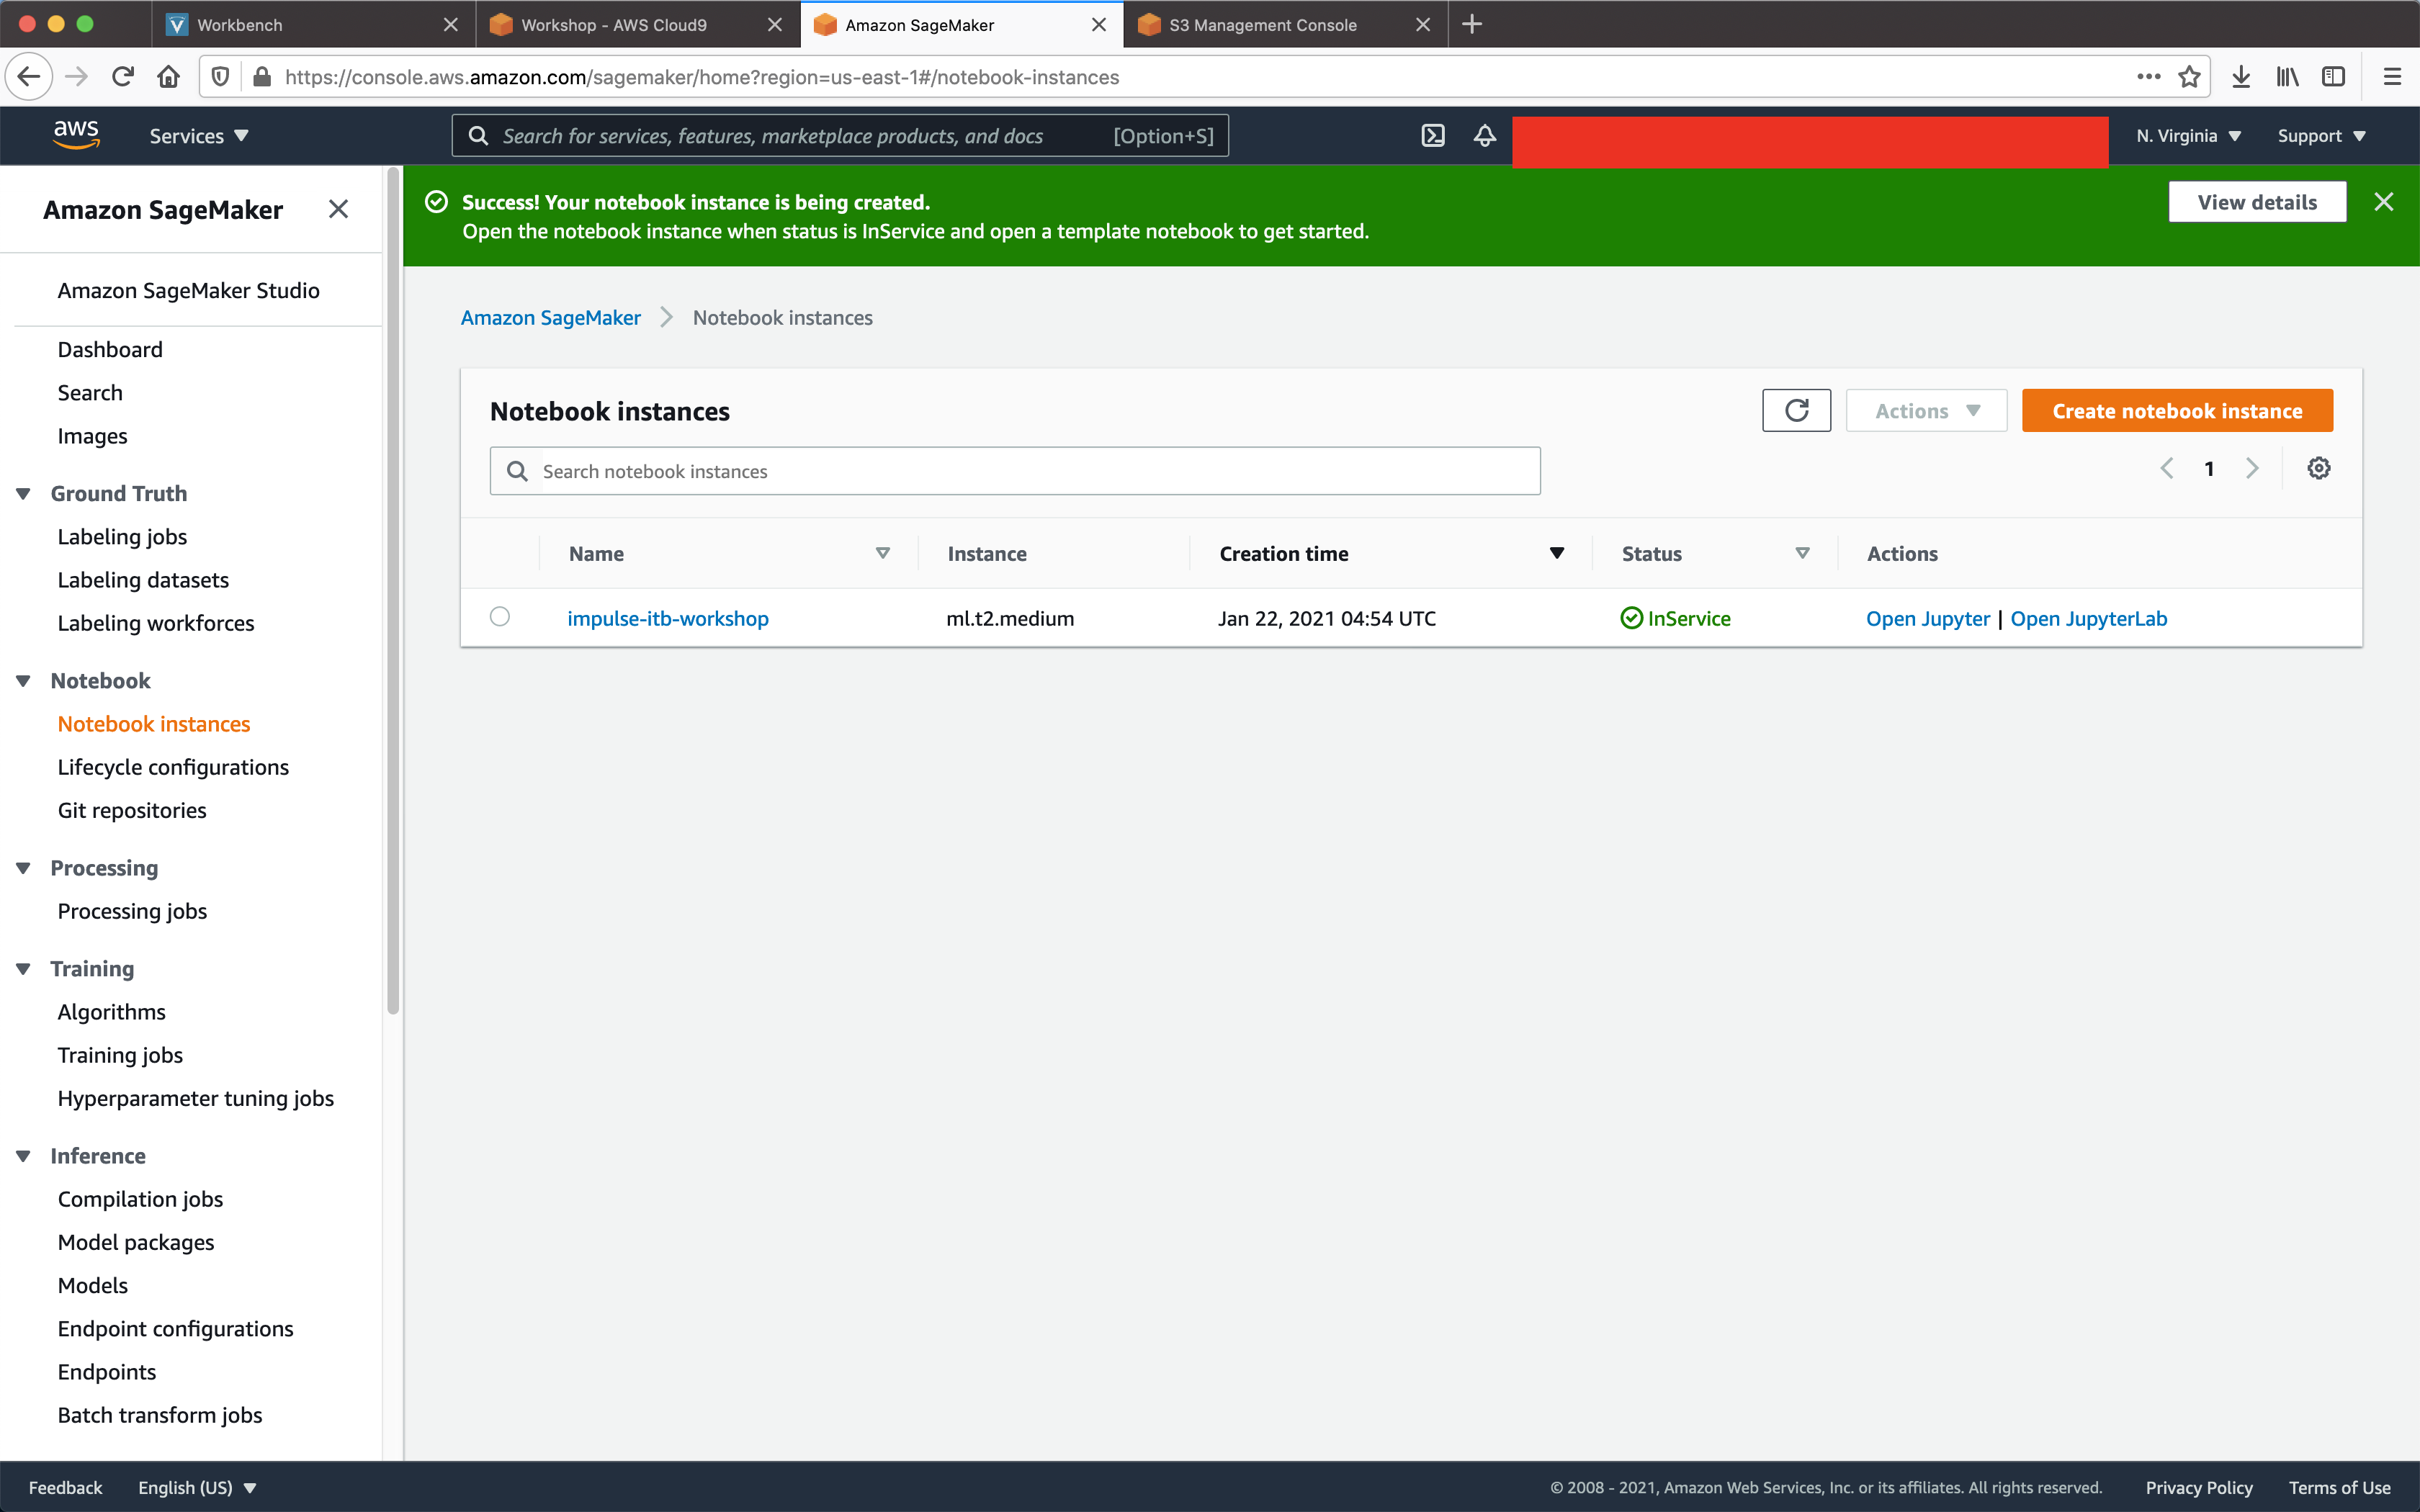 Workbench
Workshop - AWS Cloud9
Amazon SageMaker
S3 Management Console
https://console.aws.amazon.com/sagemaker/home?region=us-east-1#/notebook-instances
aws
Services
Search for services, features, marketplace products, and docs
[Option+S]
N. Virginia
Support
Amazon SageMaker
Success! Your notebook instance is being created.
Open the notebook instance when status is InService and open a template notebook to get started.
View details
Amazon SageMaker Studio
Dashboard
Search
Images
Ground Truth
Labeling jobs
Labeling datasets
Labeling workforces
Notebook
Notebook instances
Lifecycle configurations
Git repositories
Processing
Processing jobs
Training
Algorithms
Training jobs
Hyperparameter tuning jobs
Inference
Compilation jobs
Model packages
Models
Endpoint configurations
Endpoints
Batch transform jobs
Amazon SageMaker
Notebook instances
Notebook instances
Actions
Create notebook instance
Search notebook instances
1
Name
Instance
Creation time
Status
Actions
impulse-itb-workshop
ml.t2.medium
Jan 22, 2021 04:54 UTC
InService
Open Jupyter | Open JupyterLab
Feedback
English (US)
© 2008 - 2021, Amazon Web Services, Inc. or its affiliates. All rights reserved.
Privacy Policy
Terms of Use